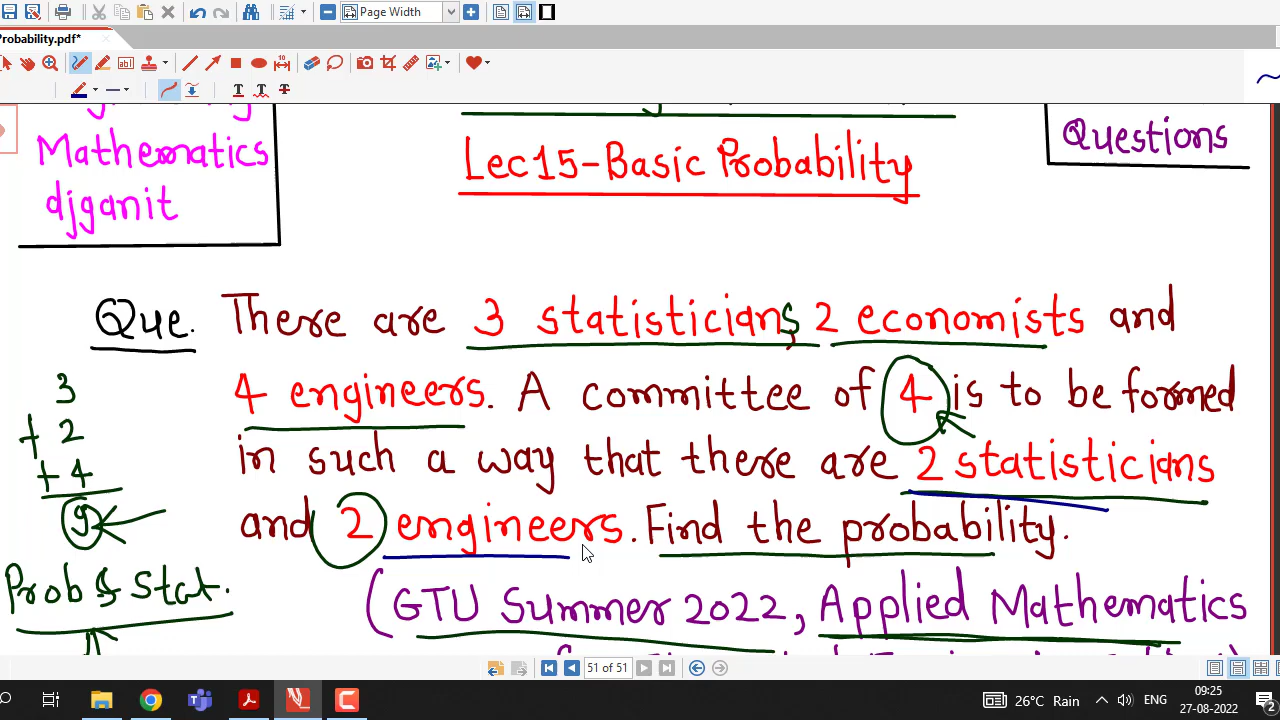 Page Width
Probability.pdf*
Mathematics
djganit
Lec15-Basic Probability
Questions
Que. There are 3 statisticians, 2 economists and
4 engineers. A committee of 4 is to be formed
in such a way that there are 2 statisticians
and 2 engineers. Find the probability.
(GTU Summer 2022, Applied Mathematics
3
+ 2
+ 4
9
Prob & Stat.
51 of 51
26°C Rain
ENG
09:25
27-08-2022
2